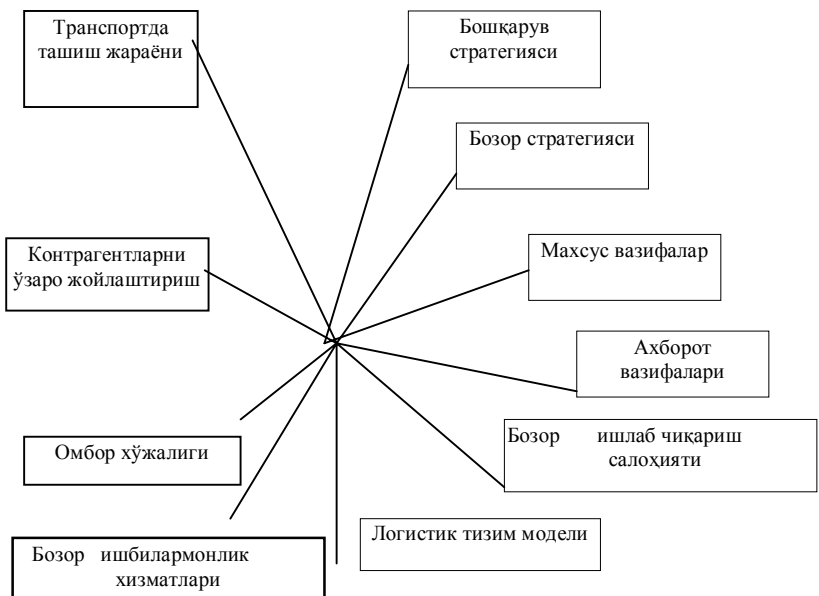 Транспортда
ташиш жараёни
Бошқарув
стратегияси
Бозор стратегияси
Контрагентларни
ўзаро жойлаштириш
Махсус вазифалар
Ахборот
вазифалари
Бозор ишлаб чиқариш
салоҳияти
Омбор хўжалиги
Логистик тизим модели
Бозор ишбилармонлик
хизматлари